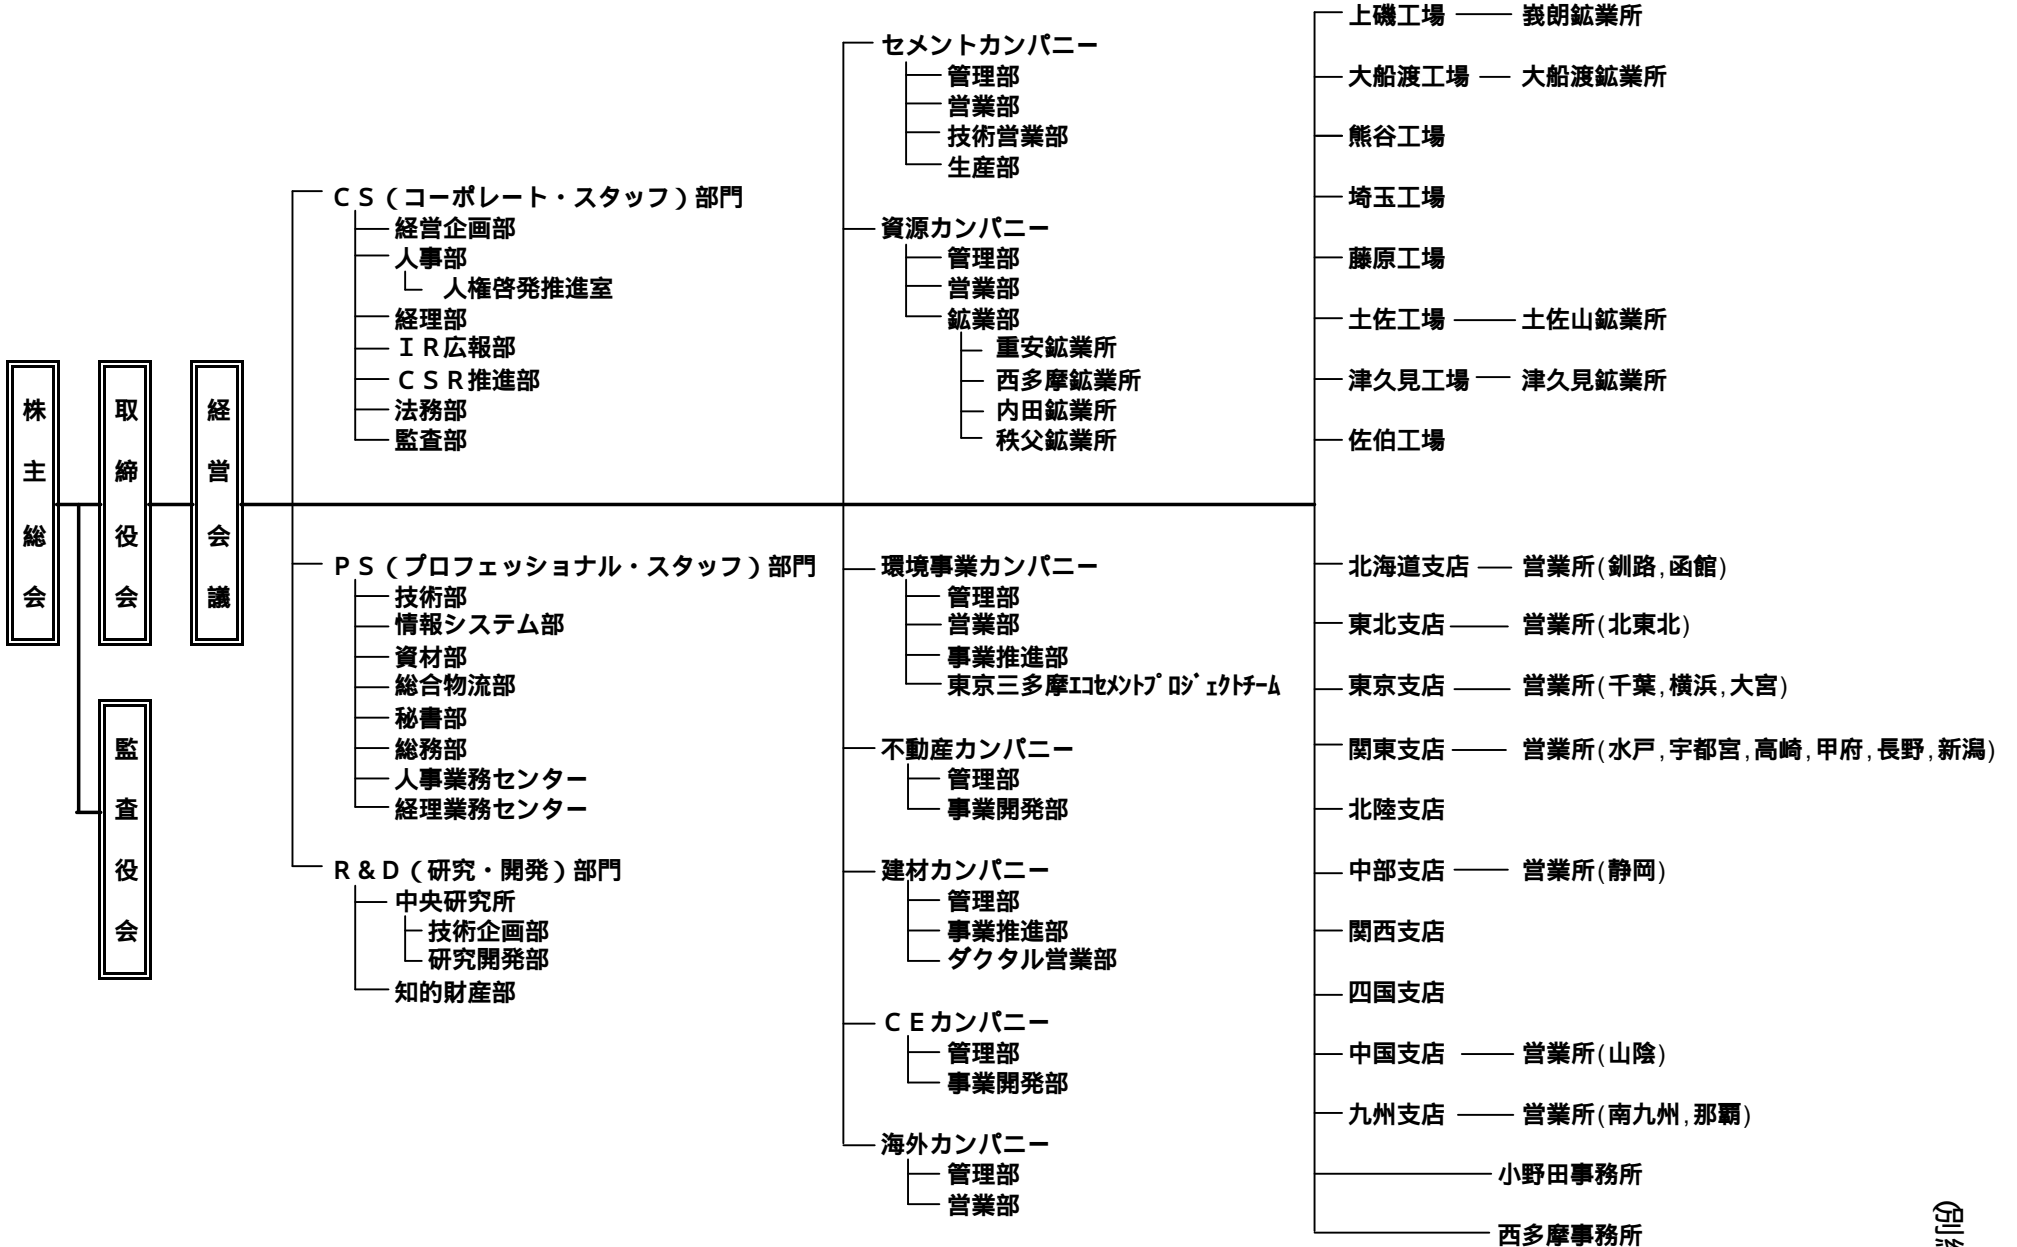 株主総会
取締役会
経営会議
監査役会
ＣＳ（コーポレート・スタッフ）部門
経営企画部
人事部
人権啓発推進室
経理部
ＩＲ広報部
ＣＳＲ推進部
法務部
監査部
ＰＳ（プロフェッショナル・スタッフ）部門
技術部
情報システム部
資材部
総合物流部
秘書部
総務部
人事業務センター
経理業務センター
Ｒ＆Ｄ（研究・開発）部門
中央研究所
技術企画部
研究開発部
知的財産部
セメントカンパニー
管理部
営業部
技術営業部
生産部
資源カンパニー
管理部
営業部
鉱業部
重安鉱業所
西多摩鉱業所
内田鉱業所
秩父鉱業所
環境事業カンパニー
管理部
営業部
事業推進部
東京三多摩ｴｺｾﾒﾝﾄﾌﾟﾛｼﾞｪｸﾄﾁｰﾑ
不動産カンパニー
管理部
事業開発部
建材カンパニー
管理部
事業推進部
ダクタル営業部
ＣＥカンパニー
管理部
事業開発部
海外カンパニー
管理部
営業部
上磯工場 峩朗鉱業所
大船渡工場 大船渡鉱業所
熊谷工場
埼玉工場
藤原工場
土佐工場 土佐山鉱業所
津久見工場 津久見鉱業所
佐伯工場
北海道支店 営業所(釧路,函館)
東北支店 営業所(北東北)
東京支店 営業所(千葉,横浜,大宮)
関東支店 営業所(水戸,宇都宮,高崎,甲府,長野,新潟)
北陸支店
中部支店 営業所(静岡)
関西支店
四国支店
中国支店 営業所(山陰)
九州支店 営業所(南九州,那覇)
小野田事務所
西多摩事務所